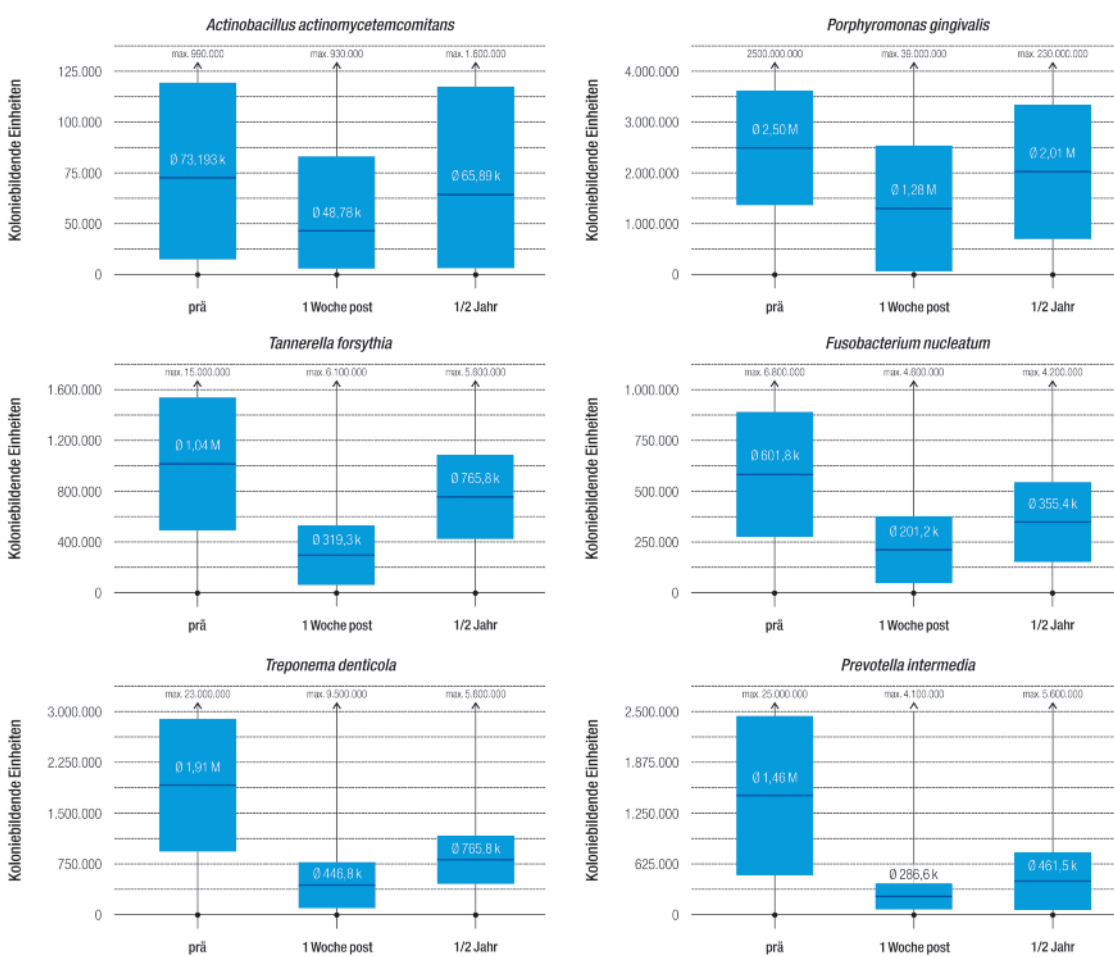 Actinobacillus actinomycetemcomitans
max. 990.000 max. 930.000 max. 1.600.000
Koloniebildende Einheiten
125.000
100.000
75.000
50.000
0
Ø 73,193 k
Ø 48,78 k
Ø 65,89 k
prä 1 Woche post 1/2 Jahr
Porphyromonas gingivalis
2500.000.000 max. 39.000.000 max. 230.000.000
Koloniebildende Einheiten
4.000.000
3.000.000
2.000.000
1.000.000
0
Ø 2,50 M
Ø 1,28 M
Ø 2,01 M
prä 1 Woche post 1/2 Jahr
Tannerella forsythia
max. 15.000.000 max. 6.100.000 max. 5.600.000
Koloniebildende Einheiten
1.600.000
1.200.000
800.000
400.000
0
Ø 1,04 M
Ø 319,3 k
Ø 765,8 k
prä 1 Woche post 1/2 Jahr
Fusobacterium nucleatum
max. 6.800.000 max. 4.600.000 max. 4.200.000
Koloniebildende Einheiten
1.000.000
750.000
500.000
250.000
0
Ø 601,8 k
Ø 201,2 k
Ø 355,4 k
prä 1 Woche post 1/2 Jahr
Treponema denticola
max. 23.000.000 max. 9.500.000 max. 5.600.000
Koloniebildende Einheiten
3.000.000
2.250.000
1.500.000
750.000
0
Ø 1,91 M
Ø 446,8 k
Ø 765,8 k
prä 1 Woche post 1/2 Jahr
Prevotella intermedia
max. 25.000.000 max. 4.100.000 max. 5.600.000
Koloniebildende Einheiten
2.500.000
1.875.000
1.250.000
625.000
0
Ø 1,46 M
Ø 286,6 k
Ø 461,5 k
prä 1 Woche post 1/2 Jahr